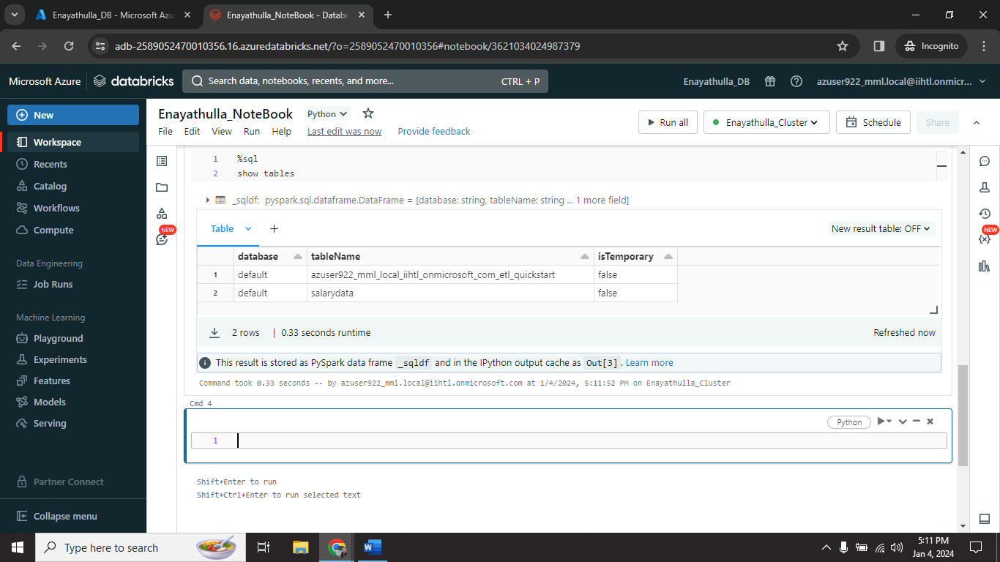 Enayathulla_DB - Microsoft Azu
Enayathulla_NoteBook - Databr
adb-2589052470010356.16.azuredatabricks.net/?o=2589052470010356#notebook/3621034024987379
Incognito
Microsoft Azure
databricks
Search data, notebooks, recents, and more...
CTRL + P
Enayathulla_DB
azuser922_mml.local@iihtl.onmicr...
New
Workspace
Recents
Catalog
Workflows
Compute
Data Engineering
Job Runs
Machine Learning
Playground
Experiments
Features
Models
Serving
Partner Connect
Collapse menu
Enayathulla_NoteBook
Python
File Edit View Run Help Last edit was now Provide feedback
Run all
Enayathulla_Cluster
Schedule
Share
NEW
NEW
1 %sql
2 show tables
_sqldf: pyspark.sql.dataframe.DataFrame = [database: string, tableName: string ... 1 more field]
Table +
New result table: OFF
database tableName isTemporary
1 default azuser922_mml_local_iihtl_onmicrosoft_com_etl_quickstart false
2 default salarydata false
2 rows | 0.33 seconds runtime
Refreshed now
This result is stored as PySpark data frame _sqldf and in the IPython output cache as Out[3]. Learn more
Command took 0.33 seconds -- by azuser922_mml.local@iihtl.onmicrosoft.com at 1/4/2024, 5:11:52 PM on Enayathulla_Cluster
Cmd 4
Python
1
Shift+Enter to run
Shift+Ctrl+Enter to run selected text
Type here to search
5:11 PM
Jan 4, 2024